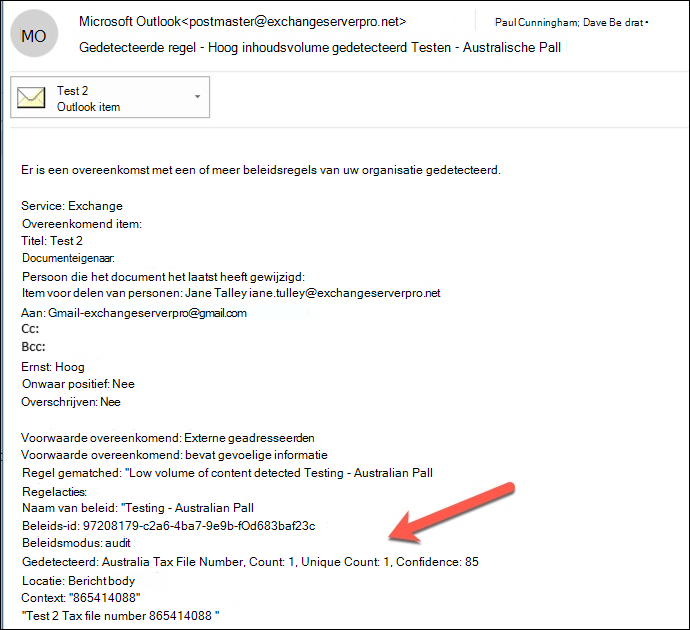 MO
Microsoft Outlook<postmaster@exchangeserverpro.net>
Paul Cunningham; Dave Be drat •
Gedetecteerde regel - Hoog inhoudsvolume gedetecteerd Testen - Australische Pall
Test 2
Outlook item
Er is een overeenkomst met een of meer beleidsregels van uw organisatie gedetecteerd.
Service: Exchange
Overeenkomend item:
Titel: Test 2
Documenteigenaar:
Persoon die het document het laatst heeft gewijzigd:
Item voor delen van personen: Jane Talley iane.tulley@exchangeserverpro.net
Aan: Gmail-exchangeserverpro@gmail.com
Cc:
Bcc:
Ernst: Hoog
Onwaar positief: Nee
Overschrijven: Nee
Voorwaarde overeenkomend: Externe geadresseerden
Voorwaarde overeenkomend: bevat gevoelige informatie
Regel gematched: "Low volume of content detected Testing - Australian Pall
Regelacties:
Naam van beleid: "Testing - Australian Pall
Beleids-id: 97208179-c2a6-4ba7-9e9b-fOd683baf23c
Beleidsmodus: audit
Gedetecteerd: Australia Tax File Number, Count: 1, Unique Count: 1, Confidence: 85
Locatie: Bericht body
Context: "865414088"
"Test 2 Tax file number 865414088 "